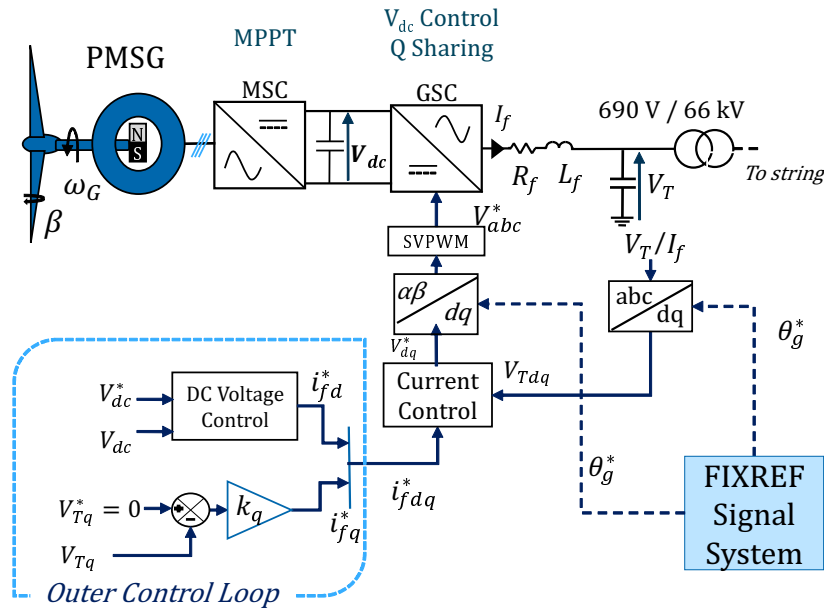 V_dc Control
Q Sharing
MPPT
PMSG
MSC
GSC
690 V / 66 kV
N
S
V_dc
I_f
R_f
L_f
V_T
To string
ω_G
β
V*_abc
SVPWM
V_T/I_f
αβ
dq
abc
dq
θ*_g
V*_dq
V_Tdq
Current
Control
V*_dc
V_dc
DC Voltage
Control
i*_fd
θ*_g
i*_fdq
V*_Tq = 0
+
−
k_q
i*_fq
V_Tq
FIXREF
Signal
System
Outer Control Loop